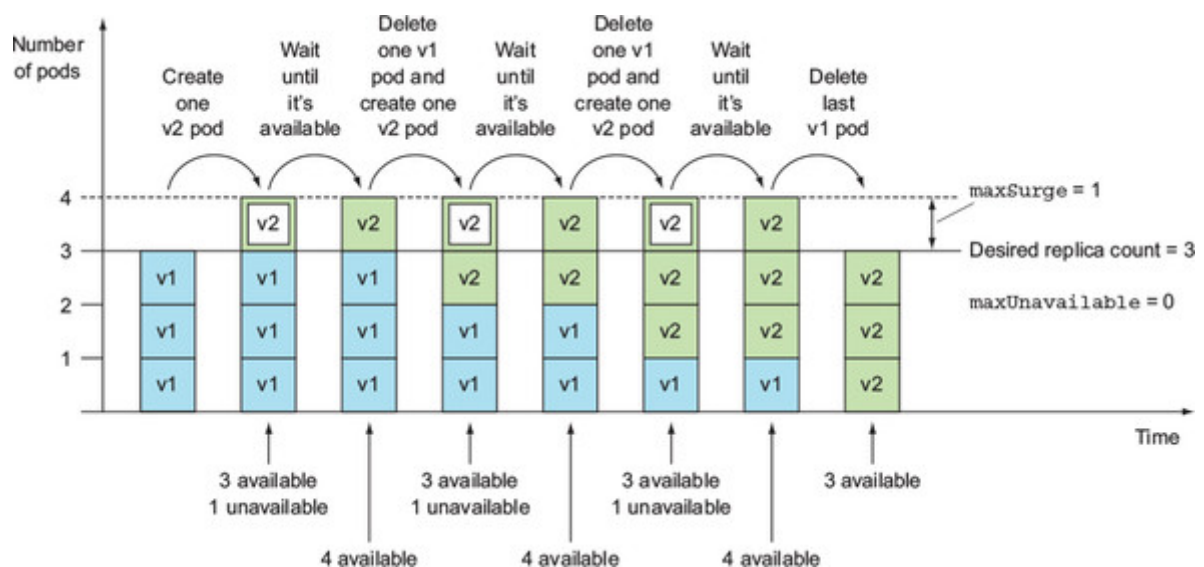 Number
of pods
Create
one
v2 pod
Wait
until
it's
available
Delete
one v1
pod and
create one
v2 pod
Wait
until
it's
available
Delete
one v1
pod and
create one
v2 pod
Wait
until
it's
available
Delete
last
v1 pod
4
3
2
1
v1
v1
v1
v2
v1
v1
v1
v2
v1
v1
v1
v2
v2
v1
v1
v2
v2
v1
v1
v2
v2
v2
v1
v2
v2
v2
v1
v2
v2
v2
maxSurge = 1
Desired replica count = 3
maxUnavailable = 0
Time
3 available
1 unavailable
4 available
3 available
1 unavailable
4 available
3 available
1 unavailable
4 available
3 available